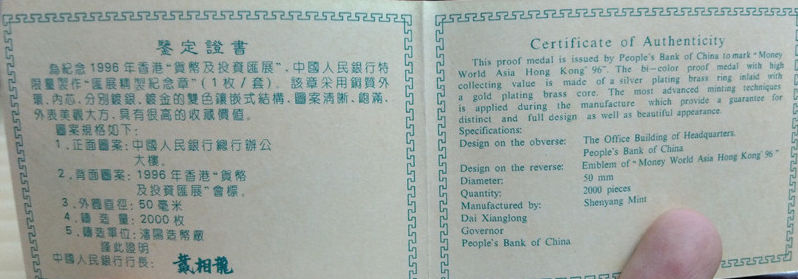 鉴定證書
為紀念1996年香港“貨幣及投資匯展”,中國人民銀行特
限量製作“匯展精製紀念章”(1枚/套)。該章采用銅質外
環、內芯,分別鍍銀、鍍金的雙色鑲嵌式結構,圖案清晰、飽滿,
外表美觀大方,具有很高的收藏價值。
圖案規格如下:
1.正面圖案:中國人民銀行總行辦公
大樓。
2.背面圖案:1996年香港“貨幣
及投資匯展”會標。
3.外圈直徑:50毫米
4.鑄造量:2000枚
5.鑄造單位:瀋陽造幣廠
謹此證明
中國人民銀行行長:戴相龍
Certificate of Authenticity
This proof medal is issued by People's Bank of China to mark "Money
World Asia Hong Kong' 96" The bi-color proof medal with high
collecting value is made of a silver plating brass ring inlaid with
a gold plating brass core. The most advanced minting techniques
is applied during the manufacture which provide a guarantee for
distinct and full design as well as beautiful appearance.
Specifications:
Design on the obverse: The Office Building of Headquarters.
People's Bank of China
Design on the reverse: Emblem of "Money World Asia Hong Kong' 96"
Diameter: 50 mm
Quantity: 2000 pieces
Manufactured by: Shenyang Mint
Dai Xianglong
Governor
People's Bank of China